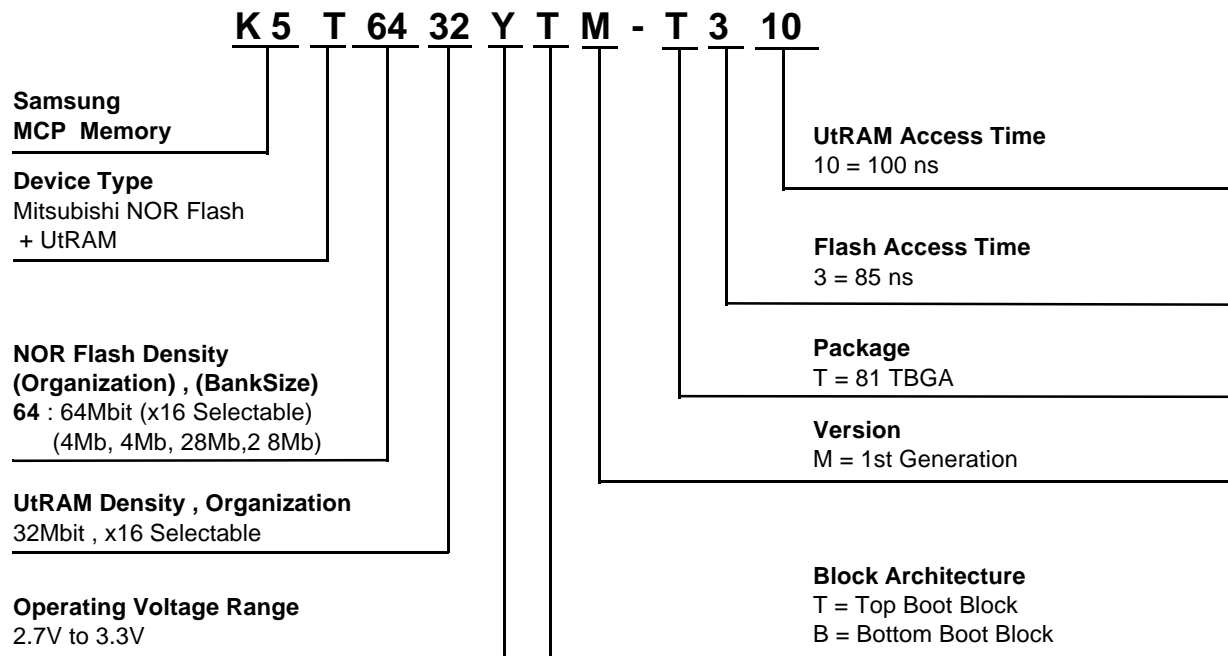 K 5 T 64 32 Y T M - T 3 10
Samsung
MCP Memory
Device Type
Mitsubishi NOR Flash
+ UtRAM
NOR Flash Density
(Organization) , (BankSize)
64 : 64Mbit (x16 Selectable)
(4Mb, 4Mb, 28Mb,2 8Mb)
UtRAM Density , Organization
32Mbit , x16 Selectable
Operating Voltage Range
2.7V to 3.3V
UtRAM Access Time
10 = 100 ns
Flash Access Time
3 = 85 ns
Package
T = 81 TBGA
Version
M = 1st Generation
Block Architecture
T = Top Boot Block
B = Bottom Boot Block